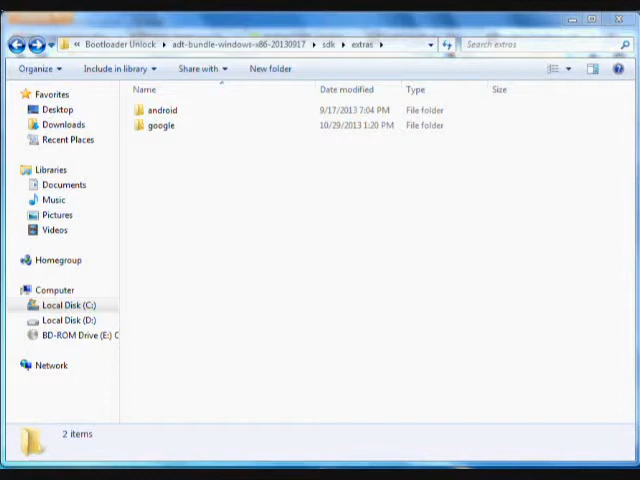 « Bootloader Unlock ▸ adt-bundle-windows-x86-20130917 ▸ sdk ▸ extras ▸ Search extras
Organize Include in library Share with New folder
Name Date modified Type Size
Favorites
Desktop
Downloads
Recent Places
Libraries
Documents
Music
Pictures
Videos
Homegroup
Computer
Local Disk (C:)
Local Disk (D:)
BD-ROM Drive (E:) C
Network
android 9/17/2013 7:04 PM File folder
google 10/29/2013 1:20 PM File folder
2 items